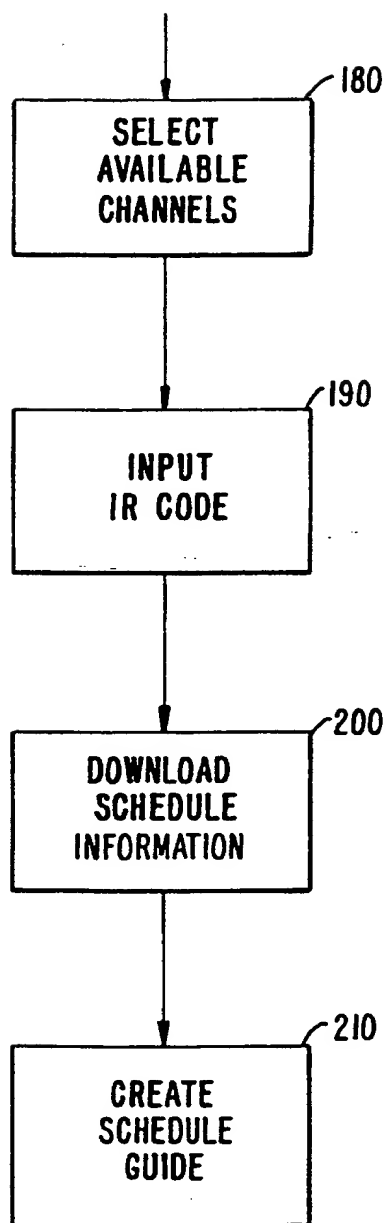 180
SELECT
AVAILABLE
CHANNELS
190
INPUT
IR CODE
200
DOWNLOAD
SCHEDULE
INFORMATION
210
CREATE
SCHEDULE
GUIDE